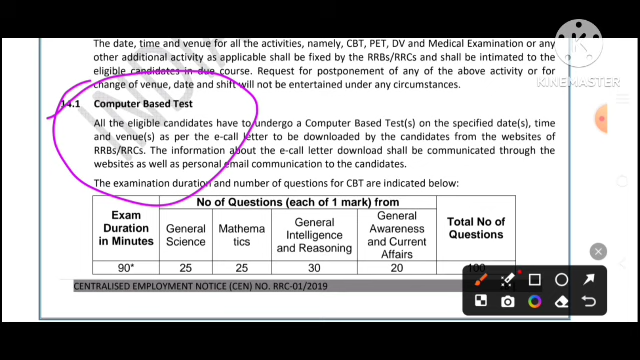 The date, time and venue for all the activities, namely, CBT, PET, DV and Medical Examination or any
other additional activity as applicable shall be fixed by the RRBs/RRCs and shall be intimated to the
eligible candidates in due course. Request for postponement of any of the above activity or for
change of venue, date and shift will not be entertained under any circumstances.
Made with
KINEMASTER
14.1 Computer Based Test
All the eligible candidates have to undergo a Computer Based Test(s) on the specified date(s), time
and venue(s) as per the e-call letter to be downloaded by the candidates from the websites of
RRBs/RRCs. The information about the e-call letter download shall be communicated through the
websites as well as personal email communication to the candidates.
The examination duration and number of questions for CBT are indicated below:
Exam Duration in Minutes
No of Questions (each of 1 mark) from
General Science
Mathema tics
General Intelligence and Reasoning
General Awareness and Current Affairs
Total No of Questions
90* 25 25 30 20 100
CENTRALISED EMPLOYMENT NOTICE (CEN) NO. RRC-01/2019